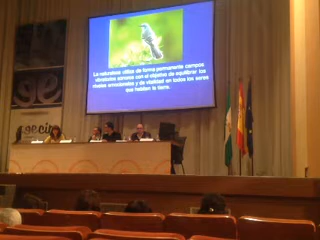 La naturaleza utiliza de forma permanente campos
vibratorios sonoros con el objetivo de equilibrar los
niveles emocionales y de vitalidad en todos los seres
que habitan la tierra.